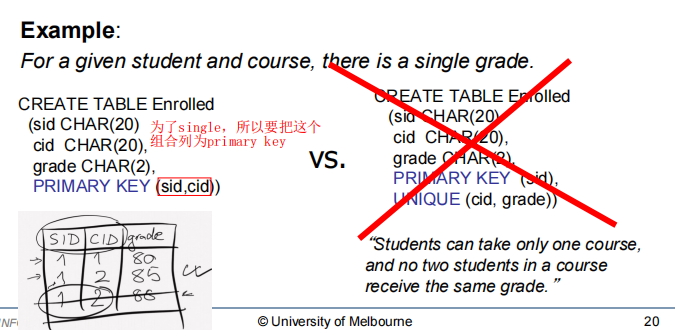 Example:
For a given student and course, there is a single grade.
CREATE TABLE Enrolled
(sid CHAR(20)
cid CHAR(20),
grade CHAR(2),
PRIMARY KEY (sid,cid))
为了single，所以要把这个
组合列为primary key
vs.
CREATE TABLE Enrolled
(sid CHAR(20)
cid CHAR(20),
grade CHAR(2),
PRIMARY KEY (sid),
UNIQUE (cid, grade))
“Students can take only one course,
and no two students in a course
receive the same grade.”
SID CID grade
1 1 80
1 2 85
1 2 88
INF
© University of Melbourne
20